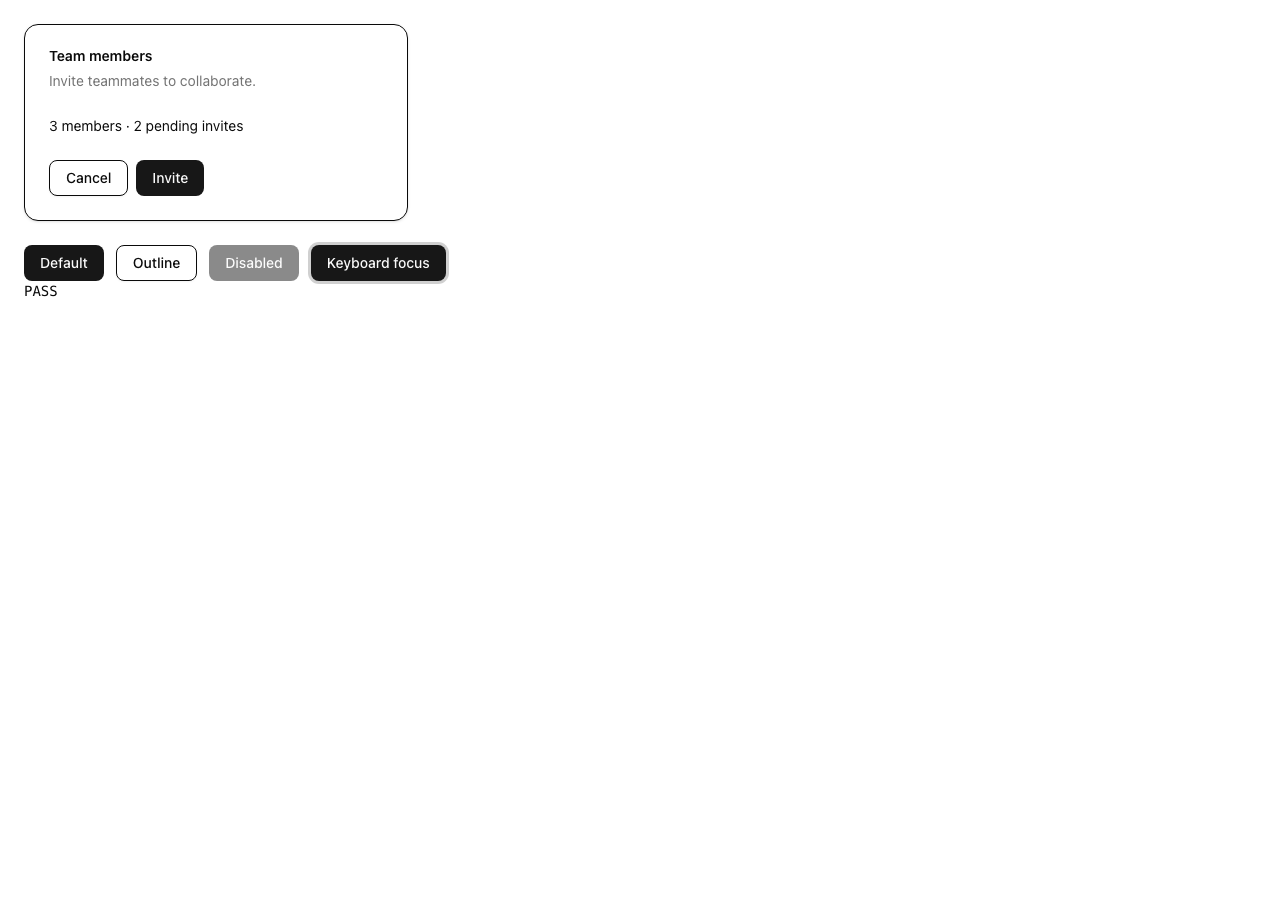 Team members
Invite teammates to collaborate.
3 members · 2 pending invites
Cancel Invite
Default Outline Disabled Keyboard focus
PASS